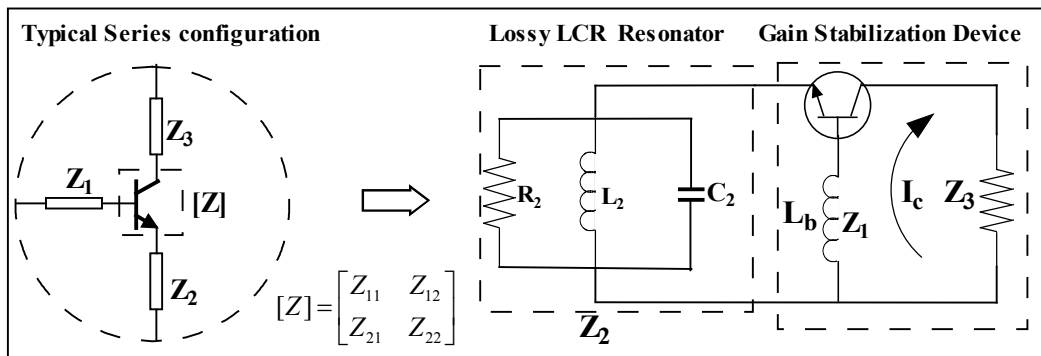 Typical Series configuration
Z3
Z1
[Z]
Z2
[Z] = [Z11 Z12
Z21 Z22]
Lossy LCR Resonator
R2
L2
C2
Z2
Gain Stabilization Device
Lb
Z1
Ic
Z3